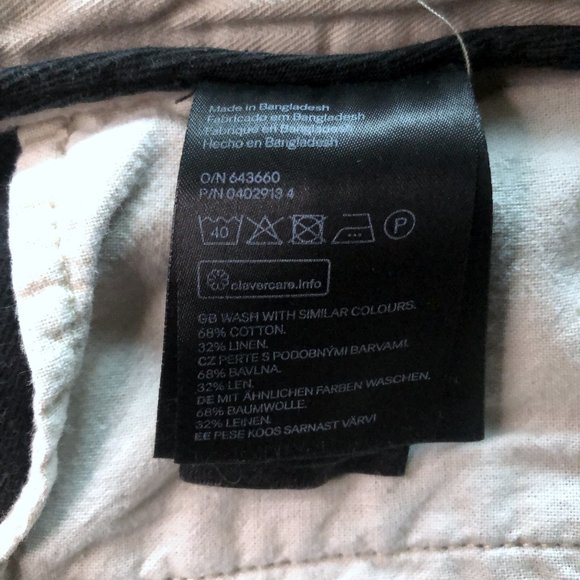 Made in Bangladesh
Fabricado em Bangladesh
Fabriqué en Bangladesh
Hecho en Bangladesh
O/N 643660
P/N 0402913 4
40 P
clevercare.info
GB WASH WITH SIMILAR COLOURS.
68% COTTON.
32% LINEN.
CZ PERTE S PODOBNÝMI BARVAMI.
68% BAVLNA.
32% LEN.
DE MIT ÄHNLICHEN FARBEN WASCHEN.
68% BAUMWOLLE.
32% LEINEN.
EE PESE KOOS SARNAST VÄRVI